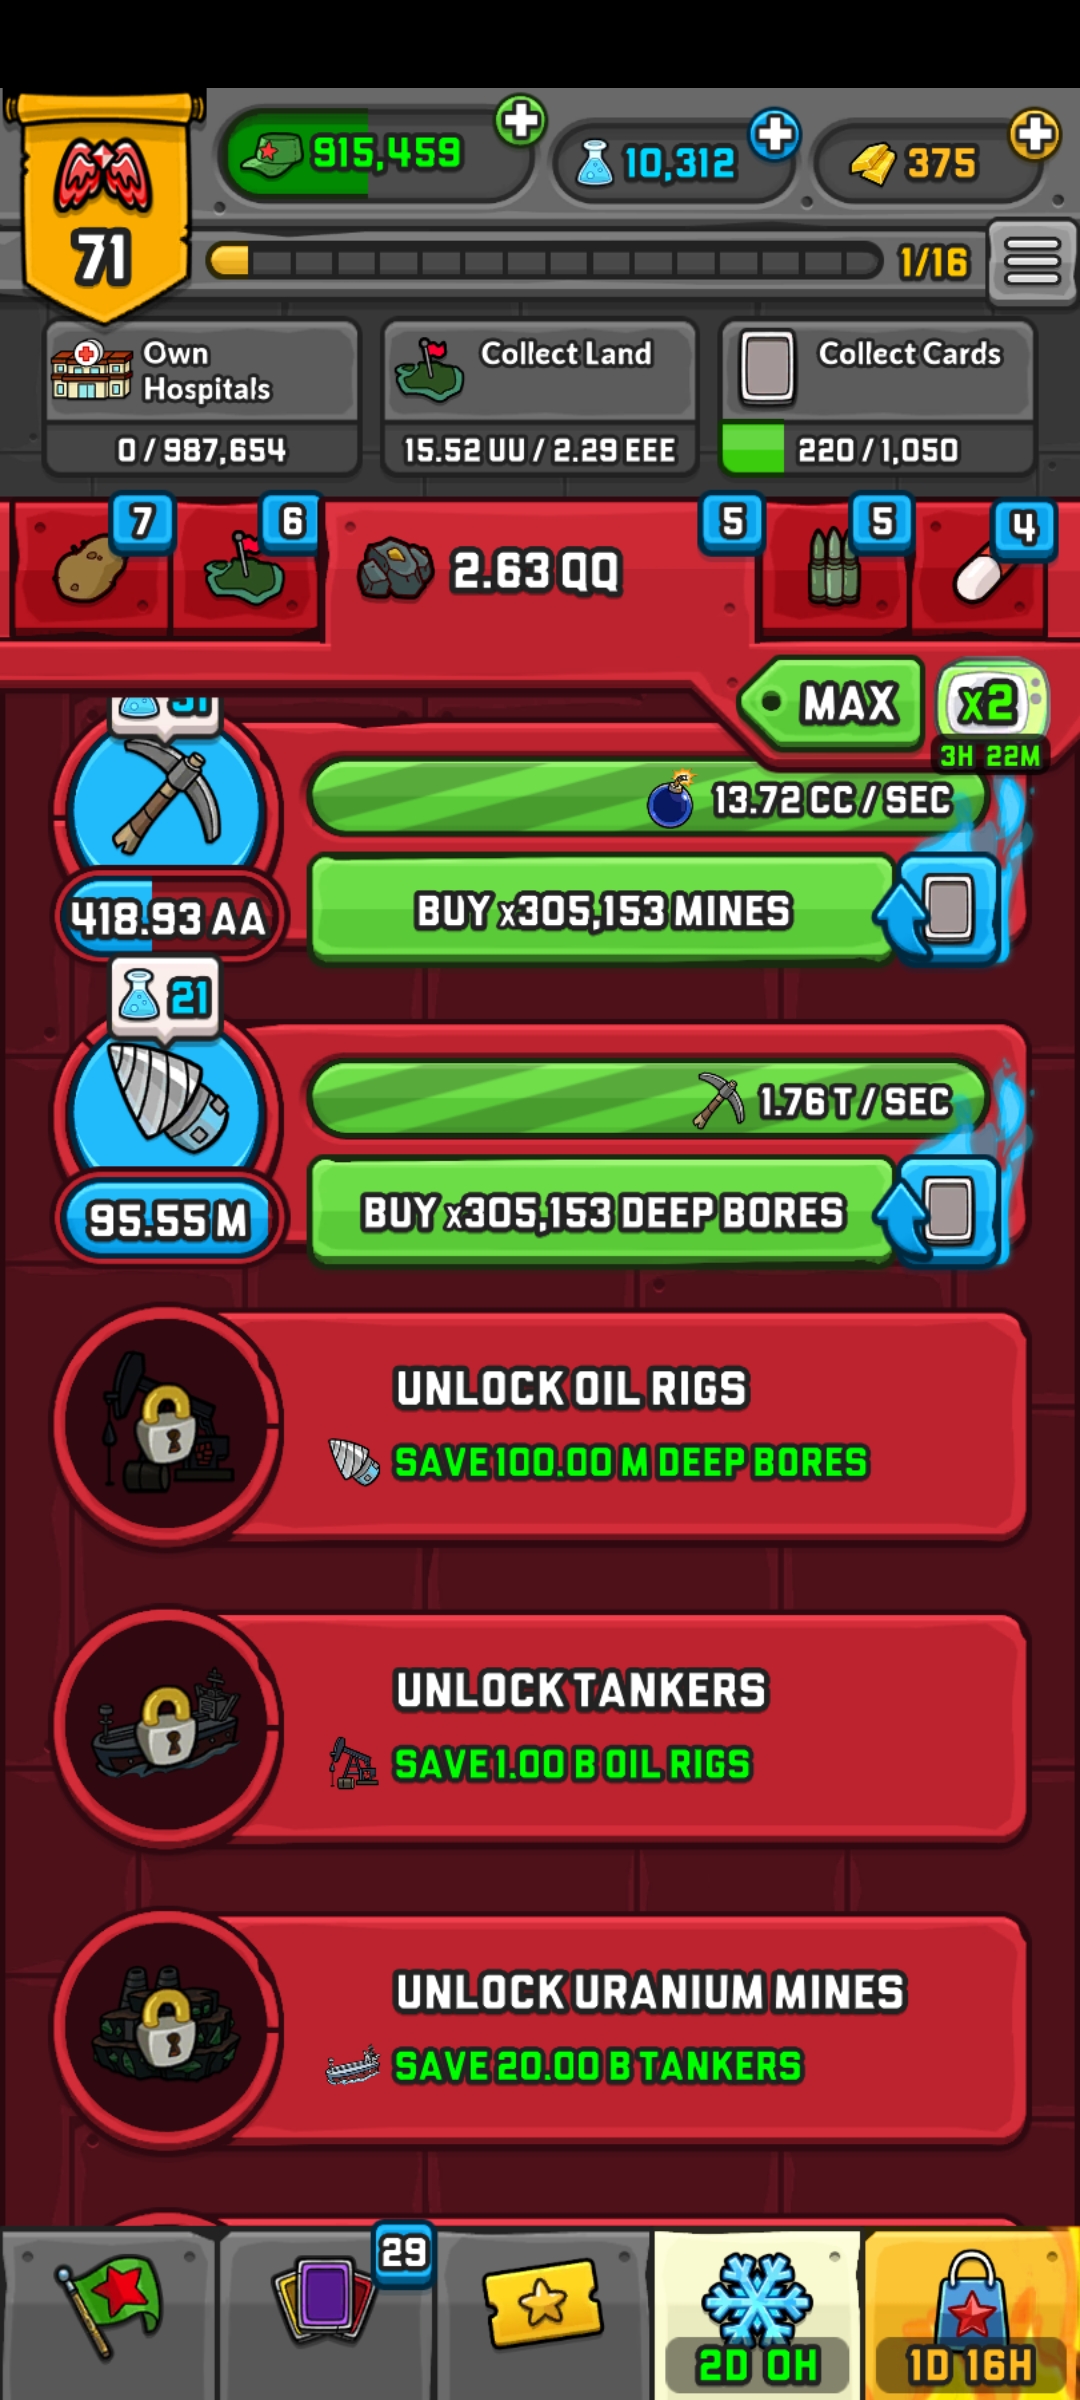 915,459
10,312
375
71
1/16
Own
Hospitals
Collect Land
Collect Cards
0 / 987,654
15.52 UU / 2.29 EEE
220 / 1,050
7
6
2.63 QQ
5
5
4
MAX
x2
3H 22M
13.72 CC / SEC
BUY x305,153 MINES
418.93 AA
21
1.76 T / SEC
BUY x305,153 DEEP BORES
95.55 M
UNLOCK OIL RIGS
SAVE 100.00 M DEEP BORES
UNLOCK TANKERS
SAVE 1.00 B OIL RIGS
UNLOCK URANIUM MINES
SAVE 20.00 B TANKERS
29
2D 0H
1D 16H